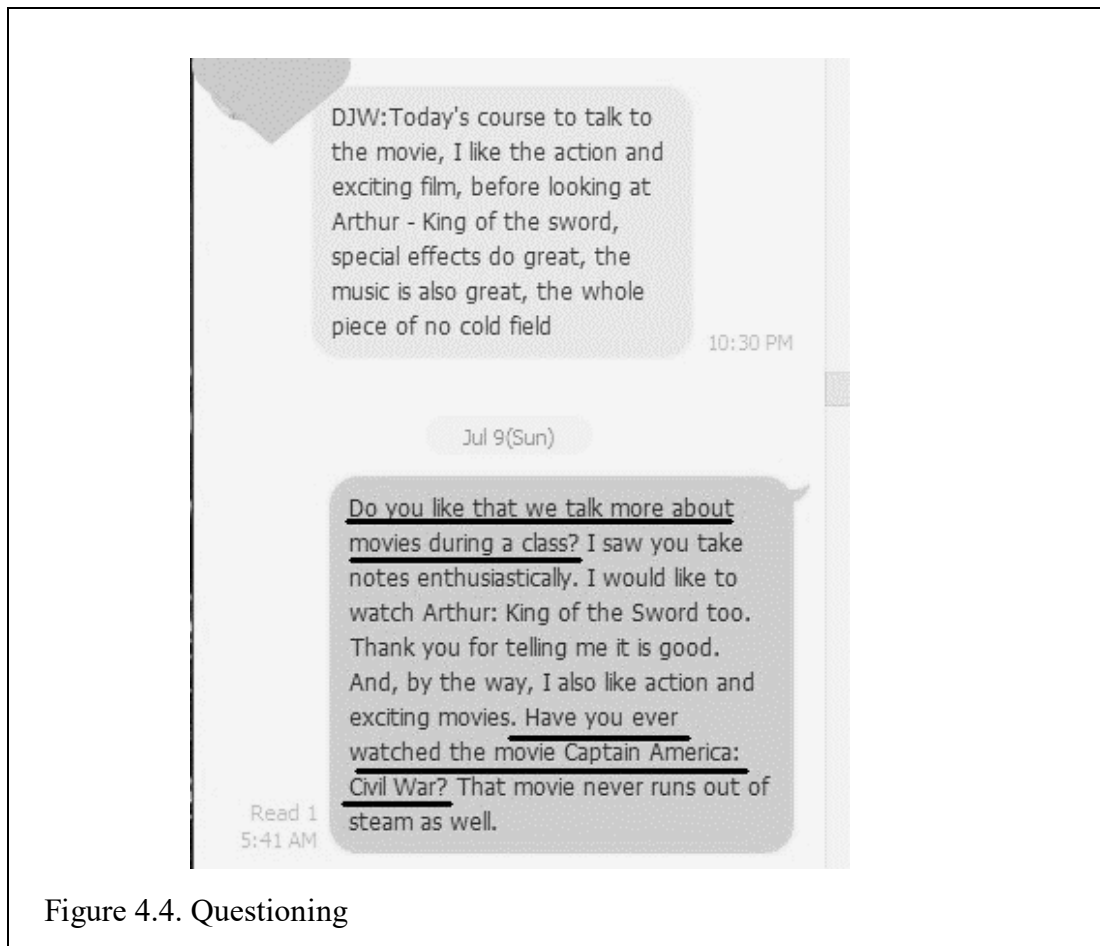 DJW:Today's course to talk to
the movie, I like the action and
exciting film, before looking at
Arthur - King of the sword,
special effects do great, the
music is also great, the whole
piece of no cold field
10:30 PM
Jul 9(Sun)
Do you like that we talk more about
movies during a class? I saw you take
notes enthusiastically. I would like to
watch Arthur: King of the Sword too.
Thank you for telling me it is good.
And, by the way, I also like action and
exciting movies. Have you ever
watched the movie Captain America:
Civil War? That movie never runs out of
steam as well.
Read 1
5:41 AM
Figure 4.4. Questioning